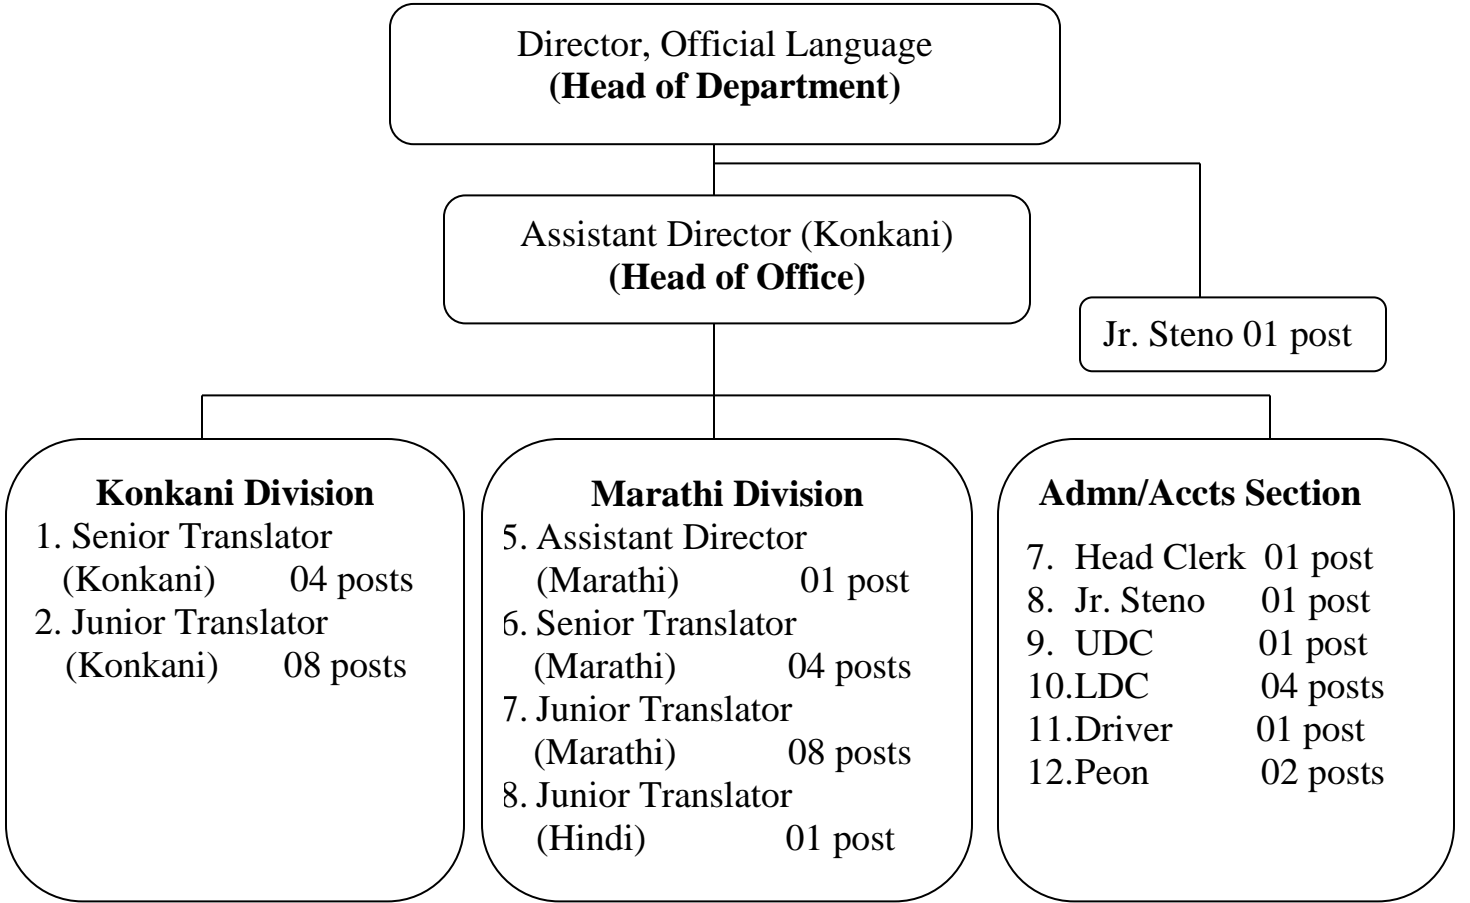 Director, Official Language
(Head of Department)
Assistant Director (Konkani)
(Head of Office)
Jr. Steno 01 post
Konkani Division
1. Senior Translator
(Konkani) 04 posts
2. Junior Translator
(Konkani) 08 posts
Marathi Division
5. Assistant Director
(Marathi) 01 post
6. Senior Translator
(Marathi) 04 posts
7. Junior Translator
(Marathi) 08 posts
8. Junior Translator
(Hindi) 01 post
Admn/Accts Section
7. Head Clerk 01 post
8. Jr. Steno 01 post
9. UDC 01 post
10.LDC 04 posts
11.Driver 01 post
12.Peon 02 posts